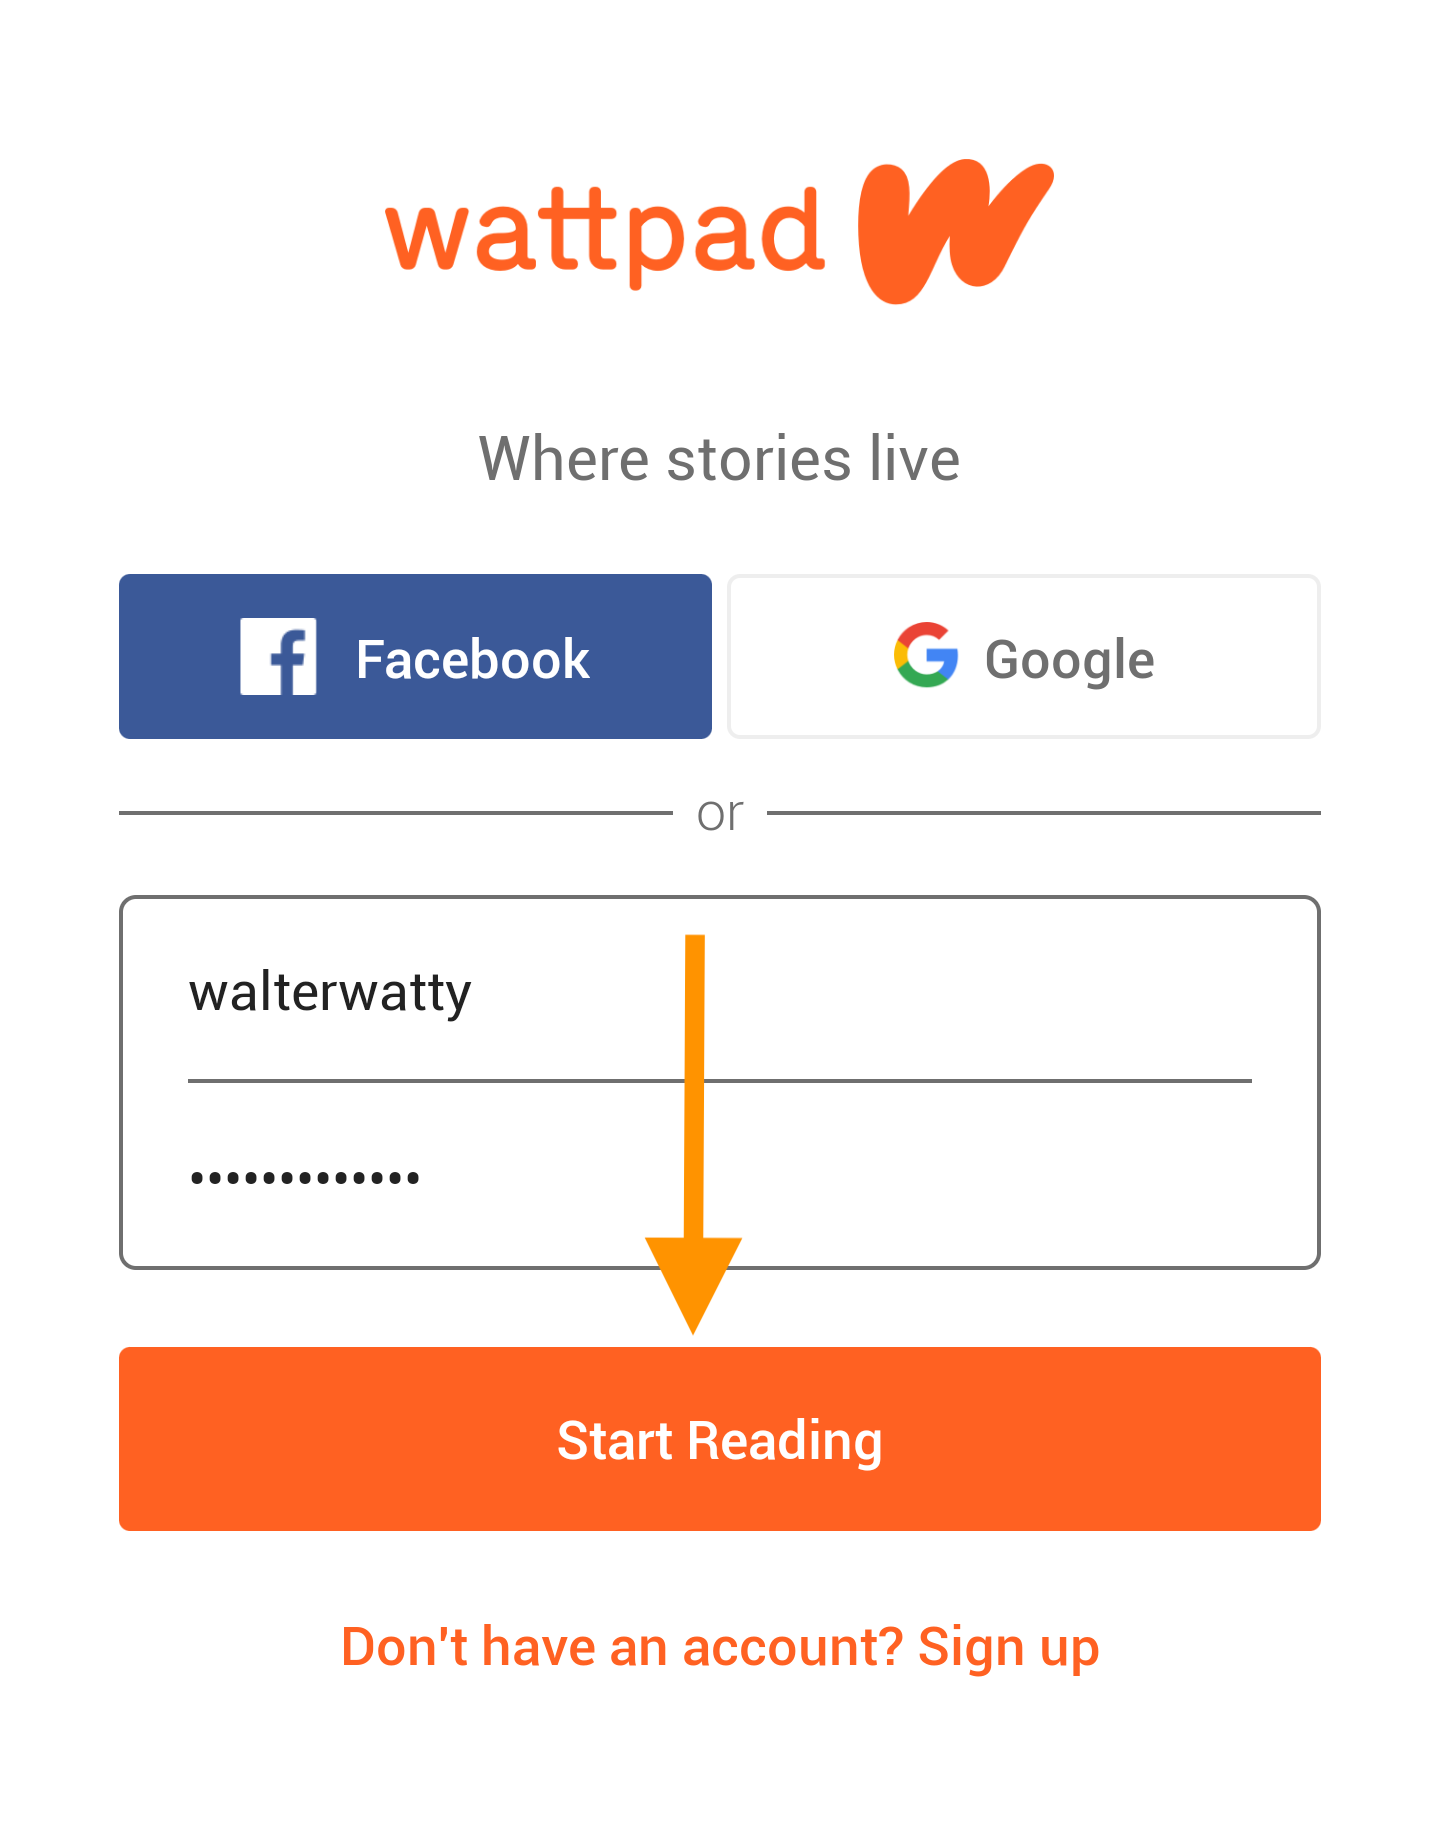 wattpad
Where stories live
Facebook
Google
or
walterwatty
•••••••••••••
Start Reading
Don't have an account? Sign up